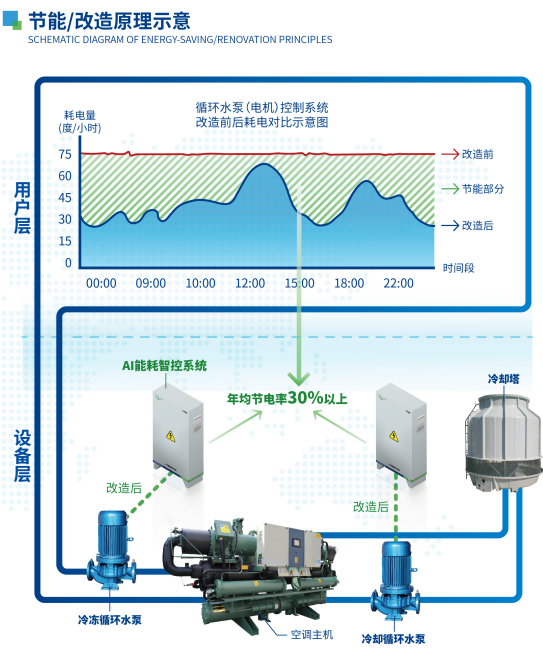 节能/改造原理示意
SCHEMATIC DIAGRAM OF ENERGY-SAVING/RENOVATION PRINCIPLES
耗电量
(度/小时)
循环水泵（电机）控制系统
改造前后耗电对比示意图
75
60
45
30
15
0
改造前
节能部分
改造后
时间段
00:00 09:00 10:00 12:00 15:00 18:00 22:00
用户层
AI能耗智控系统
年均节电率30%以上
冷却塔
设备层
改造后
改造后
冷冻循环水泵
空调主机
冷却循环水泵